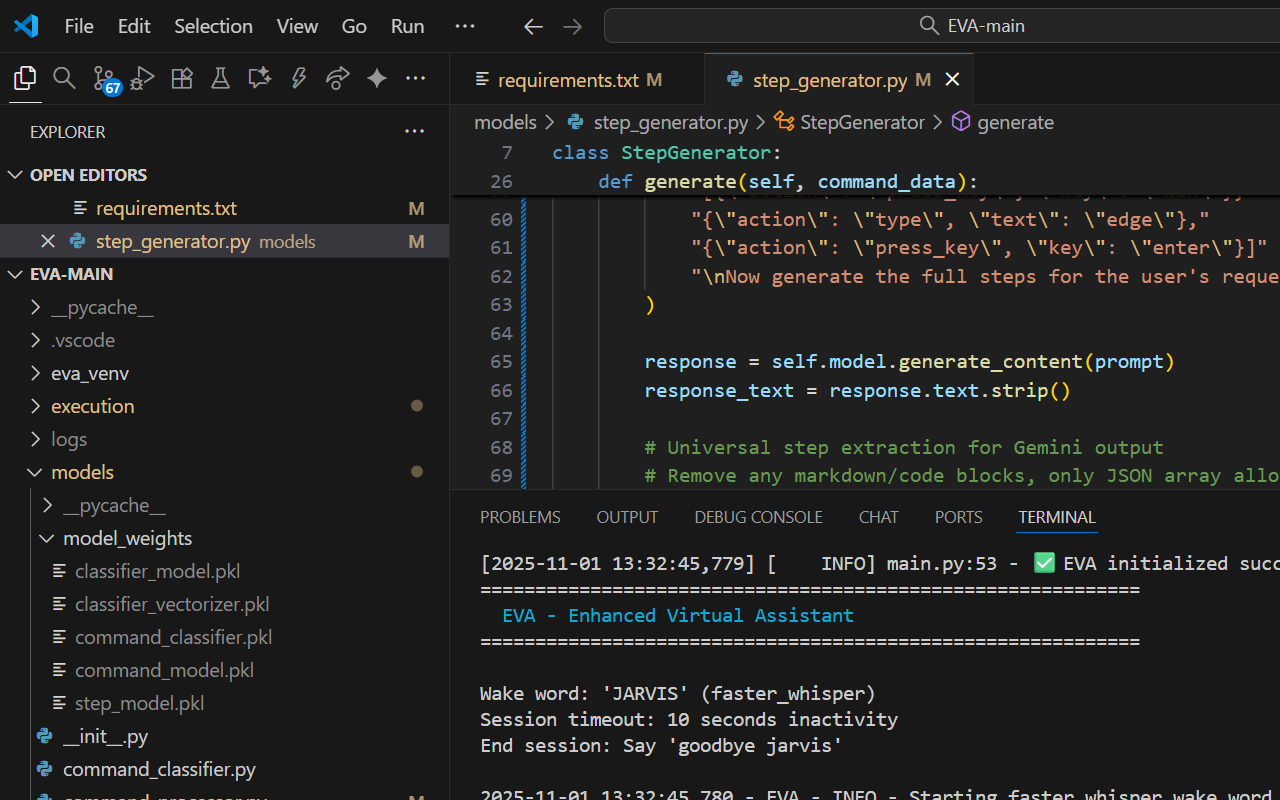 File Edit Selection View Go Run ... EVA-main
67
requirements.txt M step_generator.py M
EXPLORER
models > step_generator.py > StepGenerator > generate
OPEN EDITORS
requirements.txt M
step_generator.py models M
EVA-MAIN
__pycache__
.vscode
eva_venv
execution
logs
models
__pycache__
model_weights
classifier_model.pkl
classifier_vectorizer.pkl
command_classifier.pkl
command_model.pkl
step_model.pkl
__init__.py
command_classifier.py
7 class StepGenerator:
26 def generate(self, command_data):
60 "{\"action\": \"type\", \"text\": \"edge\"},"
61 "{\"action\": \"press_key\", \"key\": \"enter\"}]"
62 "\nNow generate the full steps for the user's reque
63 )
64
65 response = self.model.generate_content(prompt)
66 response_text = response.text.strip()
67
68 # Universal step extraction for Gemini output
69 # Remove any markdown/code blocks, only JSON array allo
PROBLEMS OUTPUT DEBUG CONSOLE CHAT PORTS TERMINAL
[2025-11-01 13:32:45,779] [ INFO] main.py:53 - ✅ EVA initialized succ
============================================================
EVA - Enhanced Virtual Assistant
============================================================
Wake word: 'JARVIS' (faster_whisper)
Session timeout: 10 seconds inactivity
End session: Say 'goodbye jarvis'
2025-11-01 13:32:45,780 - EVA - INFO - Starting faster_whisper wake word